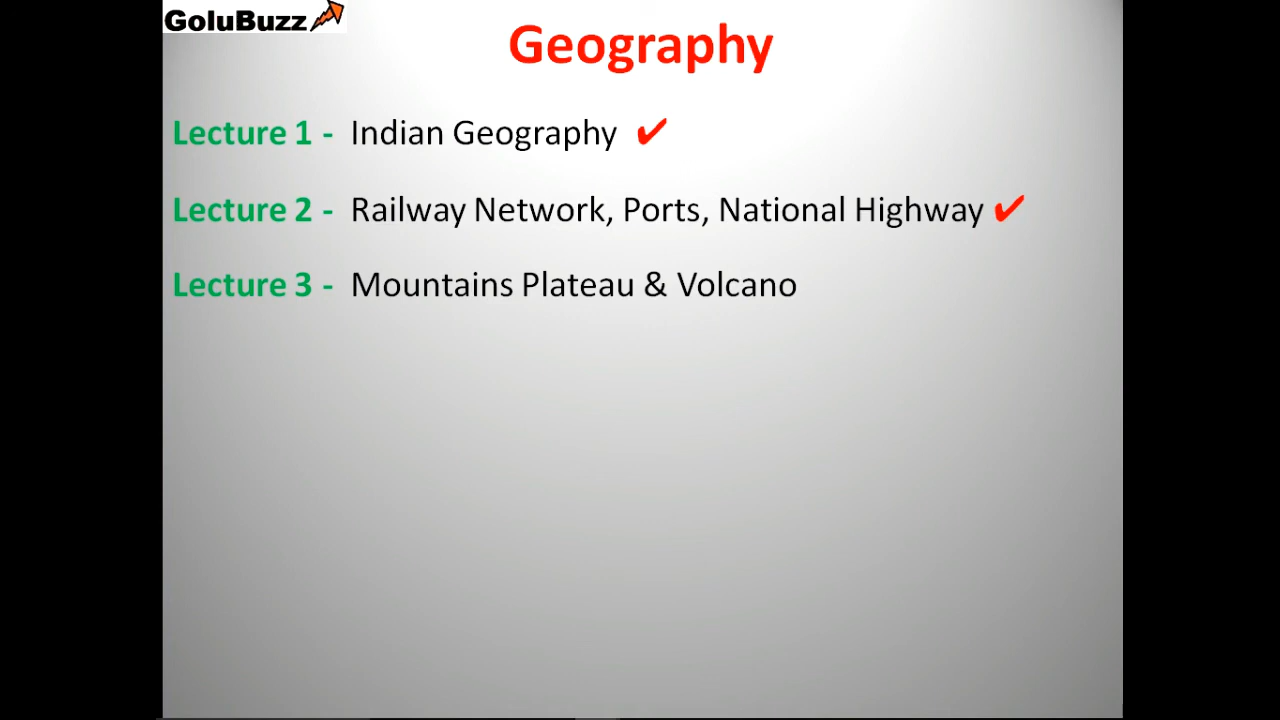 GoluBuzz
Geography
Lecture 1 - Indian Geography ✔
Lecture 2 - Railway Network, Ports, National Highway ✔
Lecture 3 - Mountains Plateau & Volcano